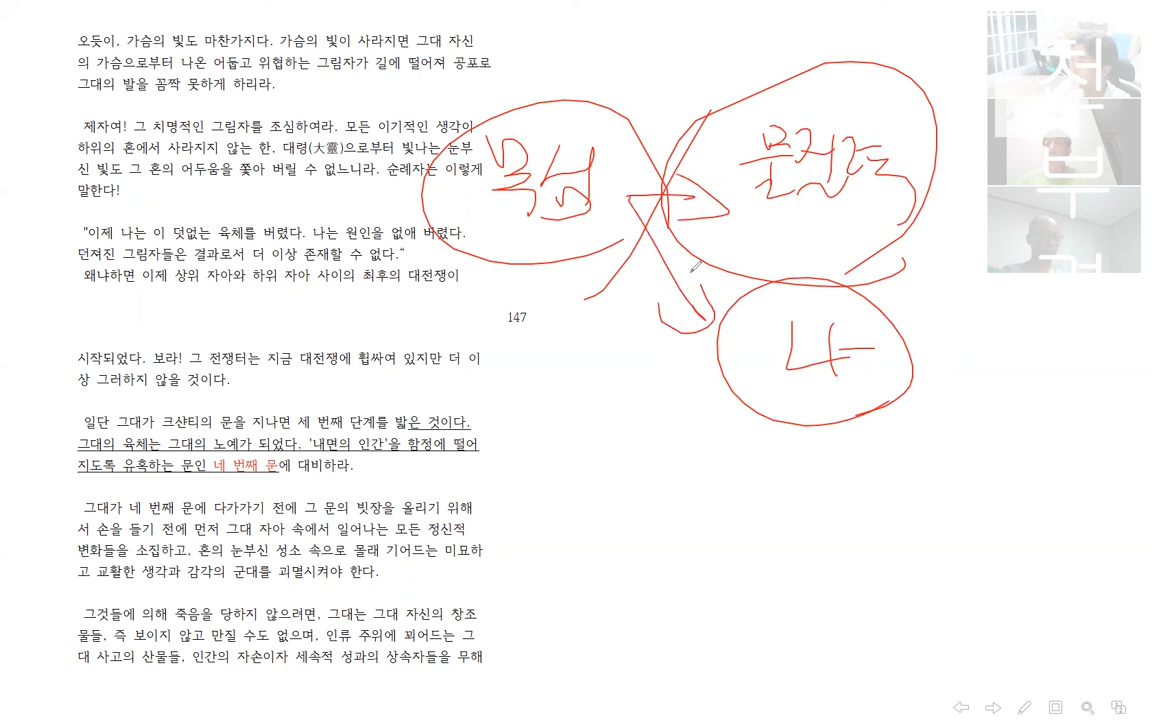 오듯이, 가슴의 빛도 마찬가지다. 가슴의 빛이 사라지면 그대 자신
의 가슴으로부터 나온 어둡고 위협하는 그림자가 길에 떨어져 공포로
그대의 발을 꼼짝 못하게 하리라.
제자여! 그 치명적인 그림자를 조심하여라. 모든 이기적인 생각이
하위의 혼에서 사라지지 않는 한, 대령(大靈)으로부터 빛나는 눈부
신 빛도 그 혼의 어두움을 쫓아 버릴 수 없느니라. 순례자는 이렇게
말한다!
"이제 나는 이 덧없는 육체를 버렸다. 나는 원인을 없애 버렸다.
던져진 그림자들은 결과로서 더 이상 존재할 수 없다.“
왜냐하면 이제 상위 자아와 하위 자아 사이의 최후의 대전쟁이
147
시작되었다. 보라! 그 전쟁터는 지금 대전쟁에 휩싸여 있지만 더 이
상 그러하지 않을 것이다.
일단 그대가 크샨티의 문을 지나면 세 번째 단계를 밟은 것이다.
그대의 육체는 그대의 노예가 되었다. '내면의 인간'을 함정에 떨어
지도록 유혹하는 문인 네 번째 문에 대비하라.
그대가 네 번째 문에 다가가기 전에 그 문의 빗장을 올리기 위해
서 손을 들기 전에 먼저 그대 자아 속에서 일어나는 모든 정신적
변화들을 소집하고, 혼의 눈부신 성소 속으로 몰래 기어드는 미묘하
고 교활한 생각과 감각의 군대를 괴멸시켜야 한다.
그것들에 의해 죽음을 당하지 않으려면, 그대는 그대 자신의 창조
물들, 즉 보이지 않고 만질 수도 없으며, 인류 주위에 꾀어드는 그
대 사고의 산물들, 인간의 자손이자 세속적 성과의 상속자들을 무해
나